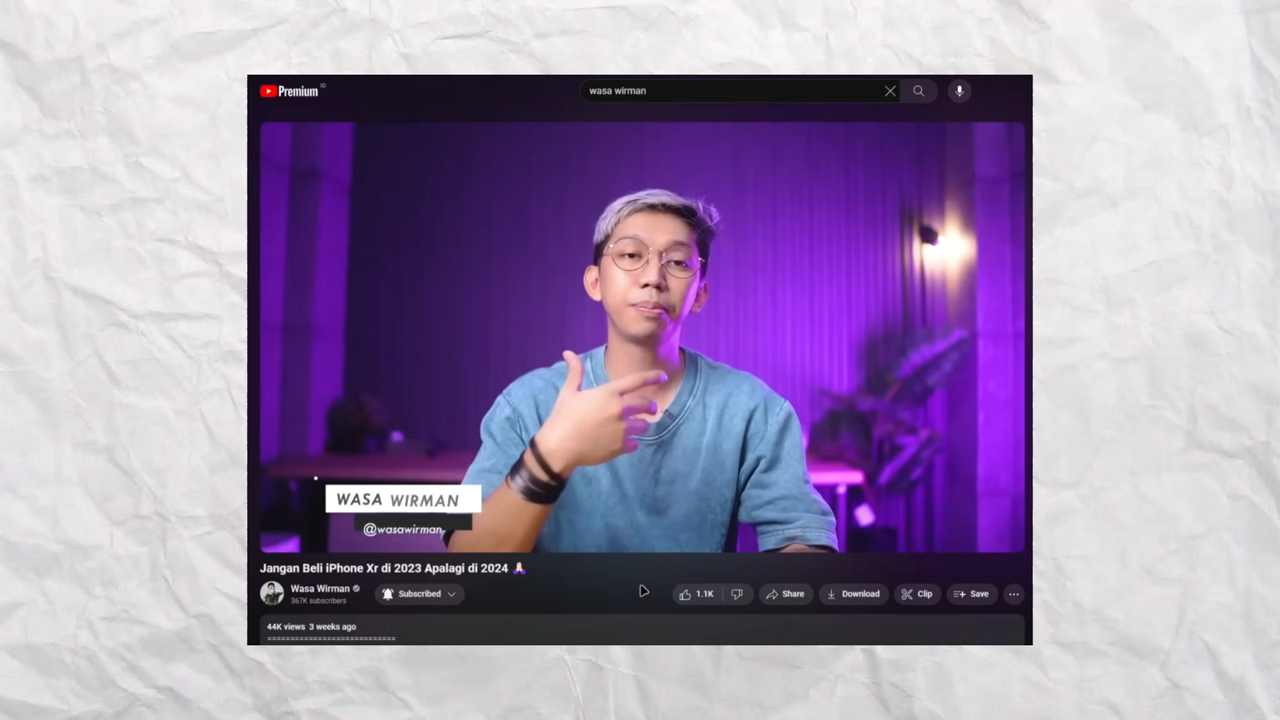 Premium ID
wasa wirman
WASA WIRMAN
@wasawirman
Jangan Beli iPhone Xr di 2023 Apalagi di 2024 🙏🏻
Wasa Wirman
367K subscribers
Subscribed
1.1K
Share
Download
Clip
Save
44K views 3 weeks ago
===========================